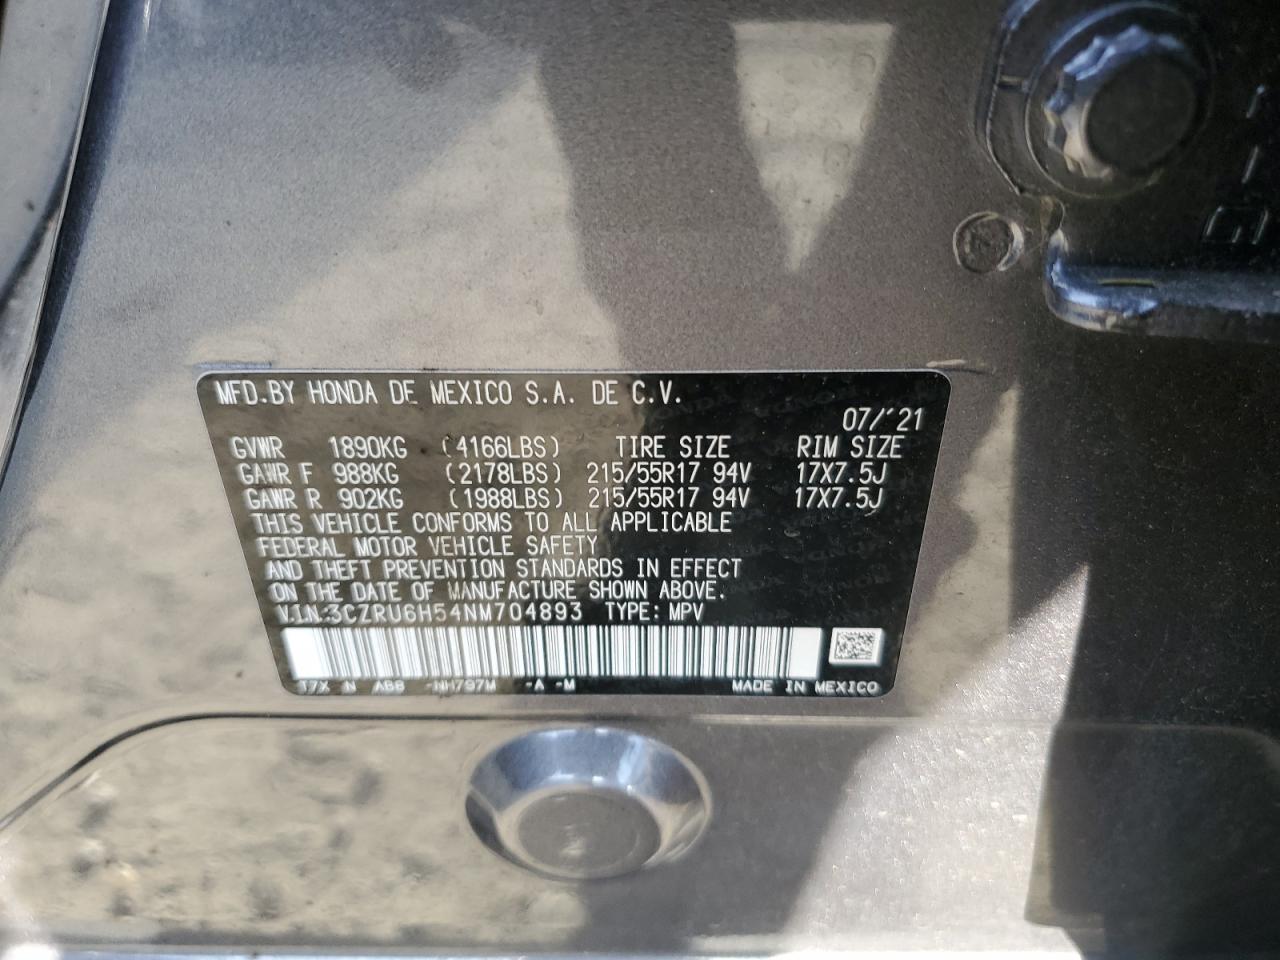 MFD.BY HONDA DE MEXICO S.A. DE C.V.
07/'21
GVWR 1890KG (4166LBS) TIRE SIZE RIM SIZE
GAWR F 988KG (2178LBS) 215/55R17 94V 17X7.5J
GAWR R 902KG (1988LBS) 215/55R17 94V 17X7.5J
THIS VEHICLE CONFORMS TO ALL APPLICABLE
FEDERAL MOTOR VEHICLE SAFETY
AND THEFT PREVENTION STANDARDS IN EFFECT
ON THE DATE OF MANUFACTURE SHOWN ABOVE.
V.I.N:3CZRU6H54NM704893 TYPE: MPV
T7X N AB8 -NH797M -A -M MADE IN MEXICO